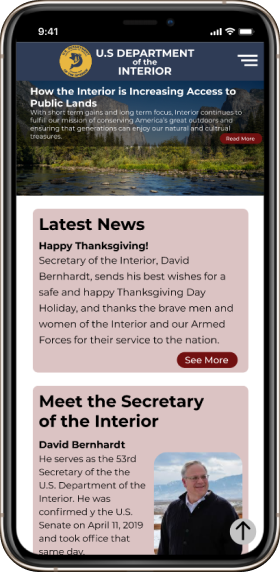 9:41
U.S DEPARTMENT
of the
INTERIOR
How the Interior is Increasing Access to
Public Lands
With short term gains and long term focus, Interior continues to
fulfill our mission of conserving America's great outdoors and
ensuring that generations can enjoy our natural and cultrual
treasures.
Read More
Latest News
Happy Thanksgiving!
Secretary of the Interior, David
Bernhardt, sends his best wishes for a
safe and happy Thanksgiving Day
Holiday, and thanks the brave men and
women of the Interior and our Armed
Forces for their service to the nation.
See More
Meet the Secretary
of the Interior
David Bernhardt
He serves as the 53rd
Secretary of the the
U.S. Department of the
Interior. He was
confirmed y the U.S.
Senate on April 11, 2019
and took office that
same day.